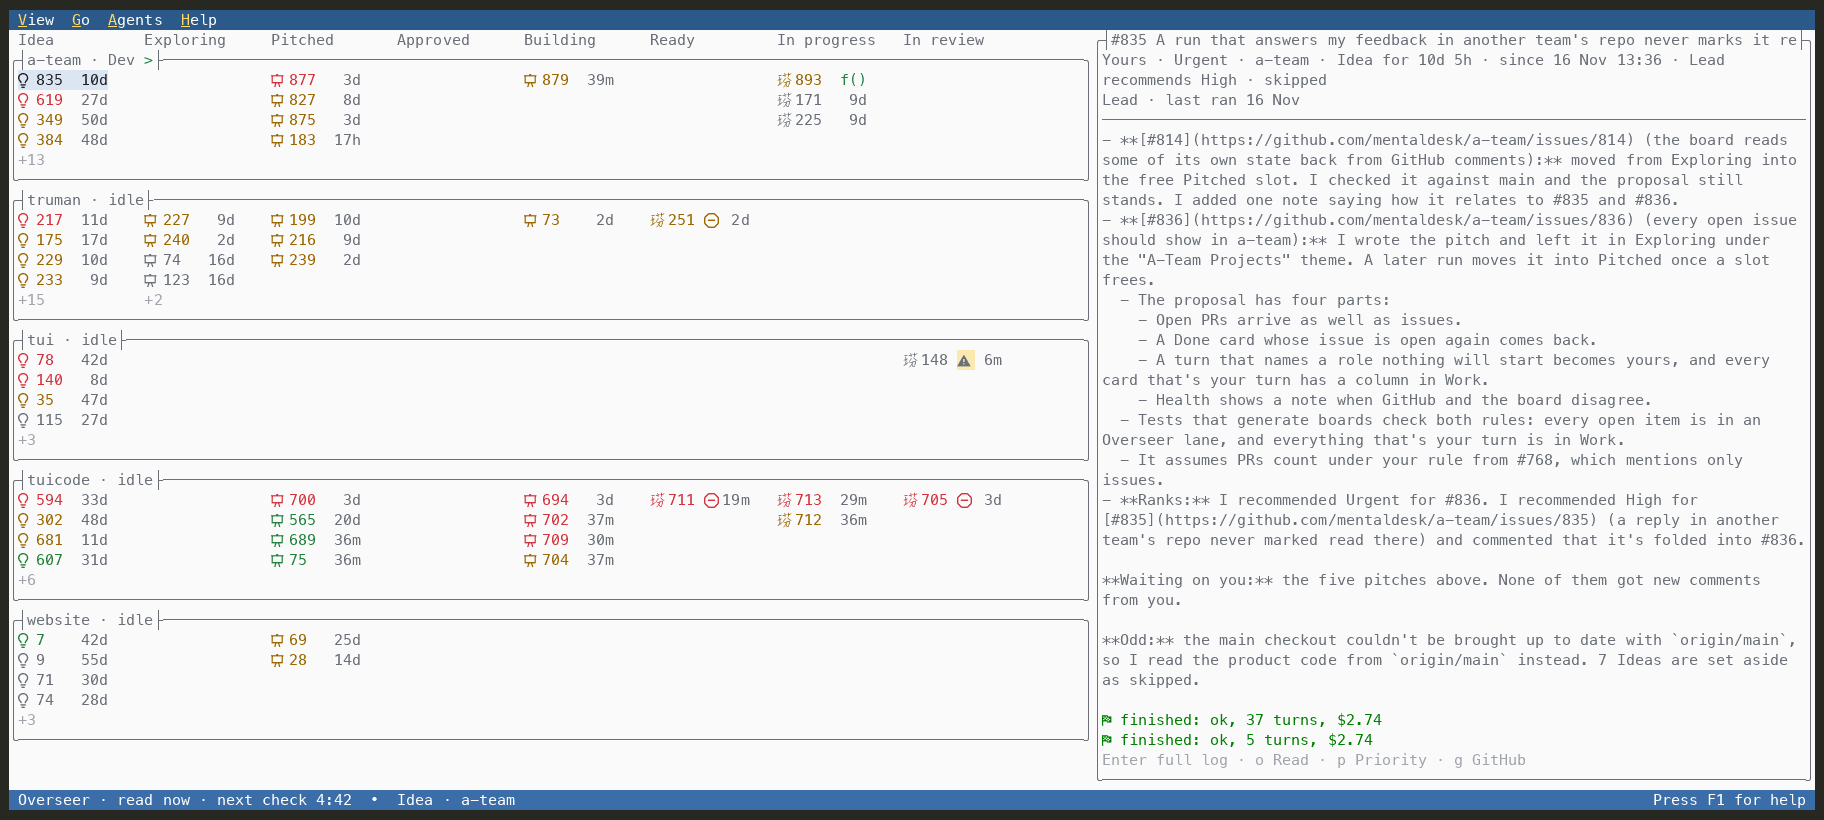 View  Go  Agents  Help
Idea  Exploring  Pitched  Approved  Building  Ready  In progress  In review
a-team · Dev >
835  10d  877  3d  879  39m  893  f()
619  27d  827  8d  171  9d
349  50d  875  3d  225  9d
384  48d  183  17h
+13
truman · idle
217  11d  227  9d  199  10d  73  2d  251  2d
175  17d  240  2d  216  9d
229  10d  74  16d  239  2d
233  9d  123  16d
+15  +2
tui · idle
78  42d  148  6m
140  8d
35  47d
115  27d
+3
tuicode · idle
594  33d  700  3d  694  3d  711  19m  713  29m  705  3d
302  48d  565  20d  702  37m  712  36m
681  11d  689  36m  709  30m
607  31d  75  36m  704  37m
+6
website · idle
7  42d  69  25d
9  55d  28  14d
71  30d
74  28d
+3
#835 A run that answers my feedback in another team's repo never marks it re
Yours · Urgent · a-team · Idea for 10d 5h · since 16 Nov 13:36 · Lead
recommends High · skipped
Lead · last ran 16 Nov
– **[#814](https://github.com/mentaldesk/a-team/issues/814) (the board reads
some of its own state back from GitHub comments):** moved from Exploring into
the free Pitched slot. I checked it against main and the proposal still
stands. I added one note saying how it relates to #835 and #836.
– **[#836](https://github.com/mentaldesk/a-team/issues/836) (every open issue
should show in a-team):** I wrote the pitch and left it in Exploring under
the "A-Team Projects" theme. A later run moves it into Pitched once a slot
frees.
– The proposal has four parts:
– Open PRs arrive as well as issues.
– A Done card whose issue is open again comes back.
– A turn that names a role nothing will start becomes yours, and every
card that's your turn has a column in Work.
– Health shows a note when GitHub and the board disagree.
– Tests that generate boards check both rules: every open item is in an
Overseer lane, and everything that's your turn is in Work.
– It assumes PRs count under your rule from #768, which mentions only
issues.
– **Ranks:** I recommended Urgent for #836. I recommended High for
[#835](https://github.com/mentaldesk/a-team/issues/835) (a reply in another
team's repo never marked read there) and commented that it's folded into #836.
**Waiting on you:** the five pitches above. None of them got new comments
from you.
**Odd:** the main checkout couldn't be brought up to date with `origin/main`,
so I read the product code from `origin/main` instead. 7 Ideas are set aside
as skipped.
finished: ok, 37 turns, $2.74
finished: ok, 5 turns, $2.74
Enter full log · o Read · p Priority · g GitHub
Overseer · read now · next check 4:42  •  Idea · a-team
Press F1 for help